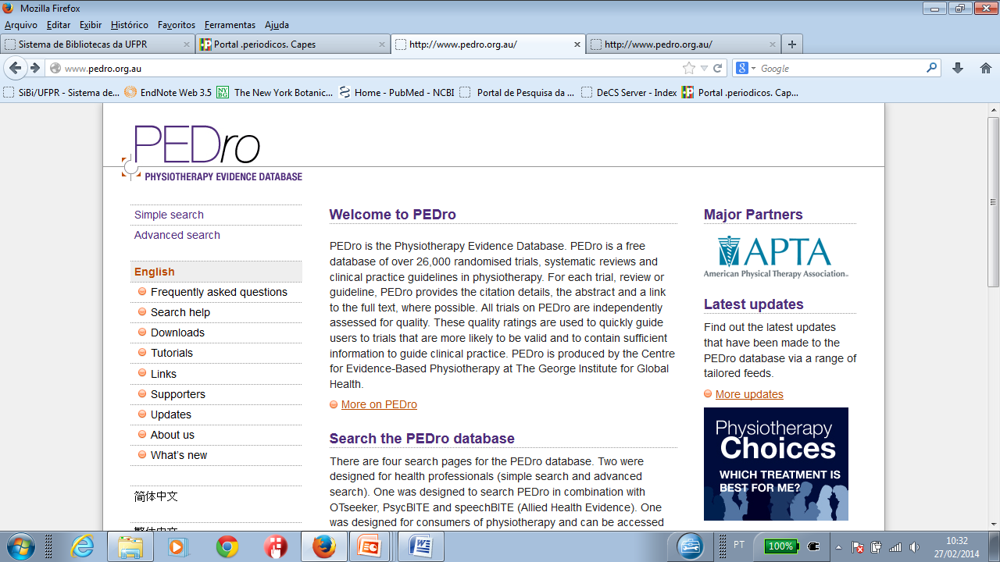 Mozilla Firefox
Arquivo Editar Exibir Histórico Favoritos Ferramentas Ajuda
Sistema de Bibliotecas da UFPR
Portal .periodicos. Capes
http://www.pedro.org.au/
http://www.pedro.org.au/
www.pedro.org.au
Google
SiBi/UFPR - Sistema de...
EndNote Web 3.5
The New York Botanic...
Home - PubMed - NCBI
Portal de Pesquisa da ...
DeCS Server - Index
Portal .periodicos. Cap...
PEDro
PHYSIOTHERAPY EVIDENCE DATABASE
Simple search
Advanced search
English
Frequently asked questions
Search help
Downloads
Tutorials
Links
Supporters
Updates
About us
What's new
简体中文
Welcome to PEDro
PEDro is the Physiotherapy Evidence Database. PEDro is a free
database of over 26,000 randomised trials, systematic reviews and
clinical practice guidelines in physiotherapy. For each trial, review or
guideline, PEDro provides the citation details, the abstract and a link
to the full text, where possible. All trials on PEDro are independently
assessed for quality. These quality ratings are used to quickly guide
users to trials that are more likely to be valid and to contain sufficient
information to guide clinical practice. PEDro is produced by the Centre
for Evidence-Based Physiotherapy at The George Institute for Global
Health.
More on PEDro
Search the PEDro database
There are four search pages for the PEDro database. Two were
designed for health professionals (simple search and advanced
search). One was designed to search PEDro in combination with
OTseeker, PsycBITE and speechBITE (Allied Health Evidence). One
was designed for consumers of physiotherapy and can be accessed
Major Partners
APTA
American Physical Therapy Association
Latest updates
Find out the latest updates
that have been made to the
PEDro database via a range of
tailored feeds.
More updates
Physiotherapy
Choices
WHICH TREATMENT IS
BEST FOR ME?
PT
100%
10:32
27/02/2014